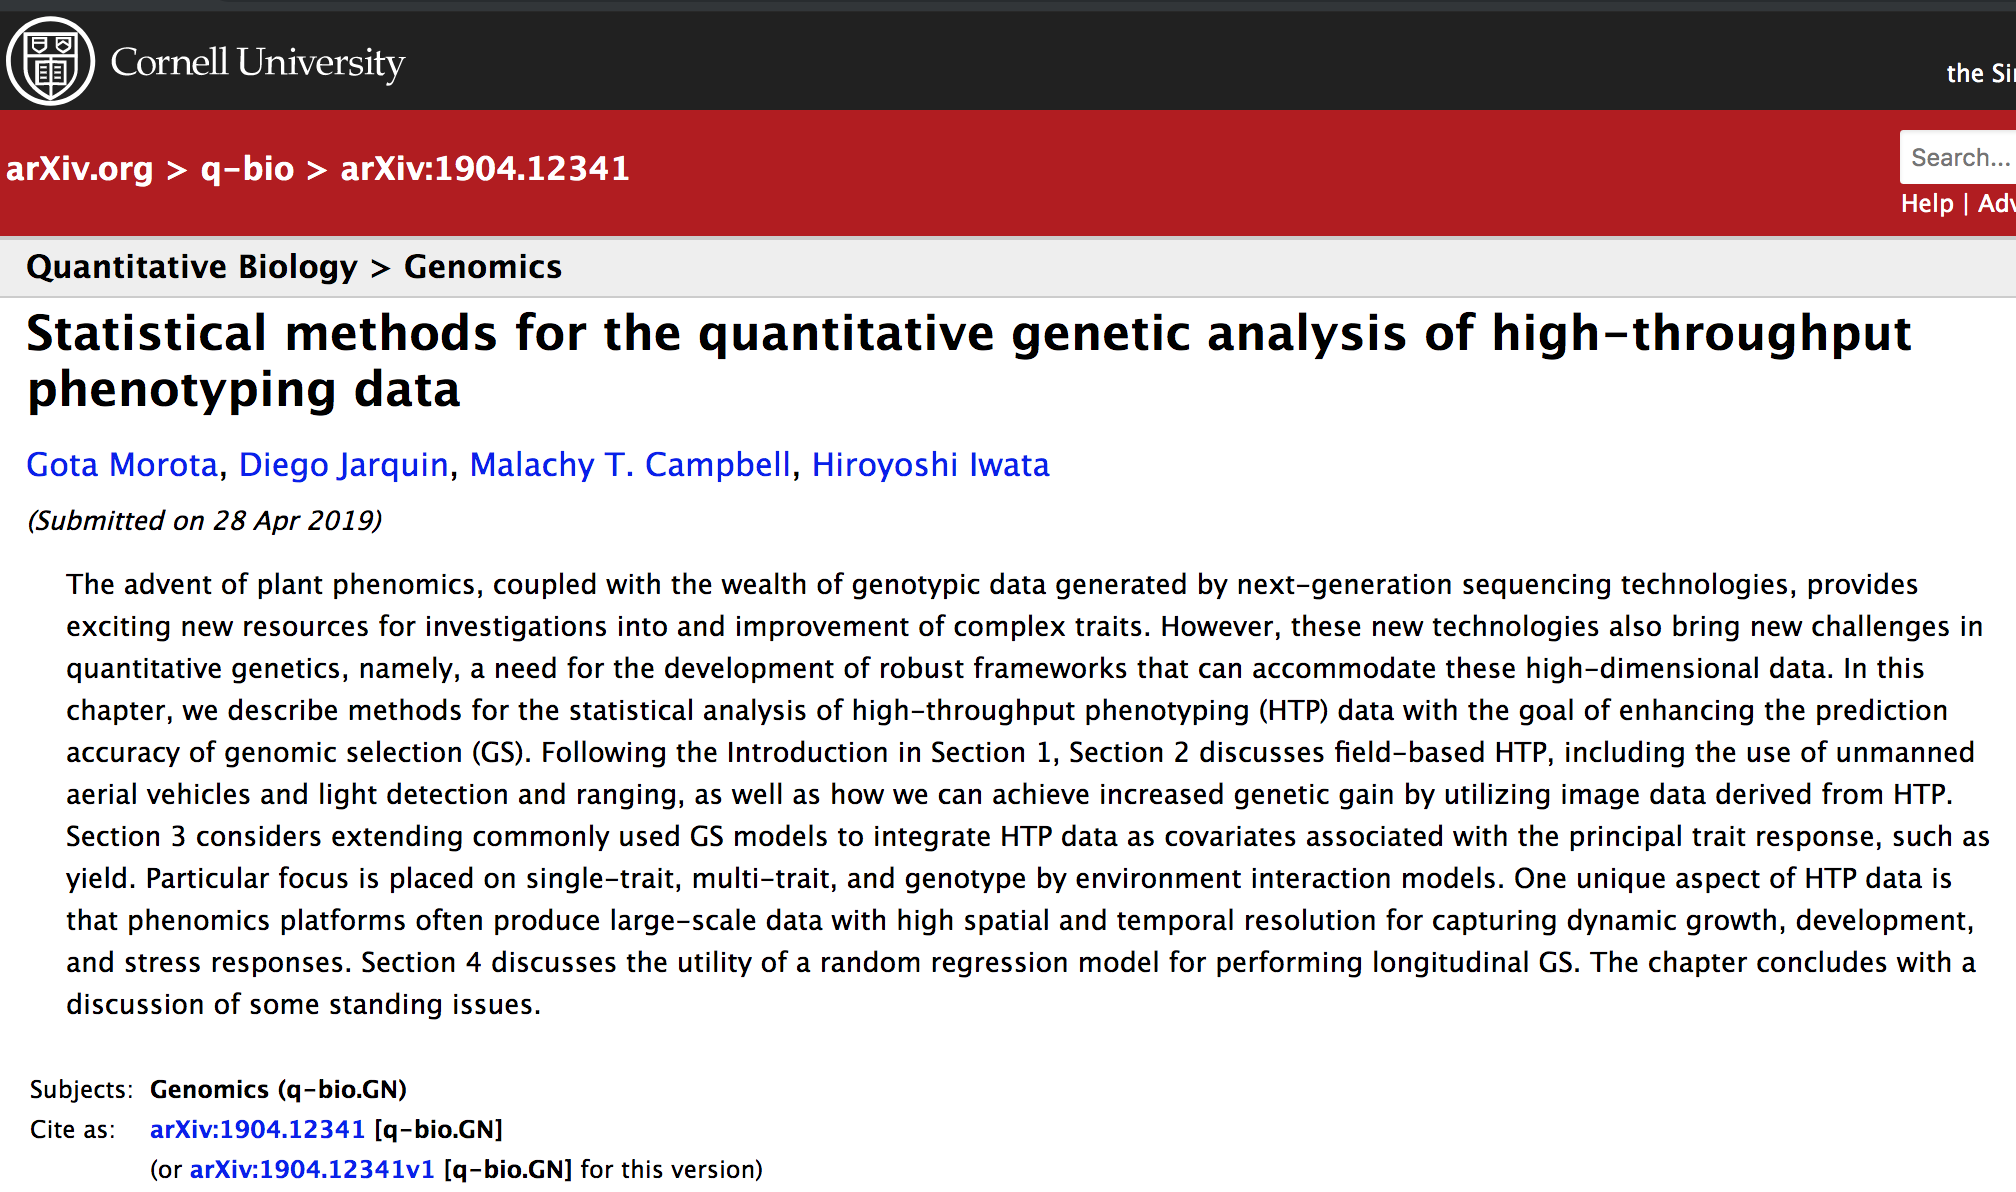 Cornell University
the Si
arXiv.org > q-bio > arXiv:1904.12341
Search...
Help | Adv
Quantitative Biology > Genomics
Statistical methods for the quantitative genetic analysis of high-throughput
phenotyping data
Gota Morota, Diego Jarquin, Malachy T. Campbell, Hiroyoshi Iwata
(Submitted on 28 Apr 2019)
The advent of plant phenomics, coupled with the wealth of genotypic data generated by next-generation sequencing technologies, provides
exciting new resources for investigations into and improvement of complex traits. However, these new technologies also bring new challenges in
quantitative genetics, namely, a need for the development of robust frameworks that can accommodate these high-dimensional data. In this
chapter, we describe methods for the statistical analysis of high-throughput phenotyping (HTP) data with the goal of enhancing the prediction
accuracy of genomic selection (GS). Following the Introduction in Section 1, Section 2 discusses field-based HTP, including the use of unmanned
aerial vehicles and light detection and ranging, as well as how we can achieve increased genetic gain by utilizing image data derived from HTP.
Section 3 considers extending commonly used GS models to integrate HTP data as covariates associated with the principal trait response, such as
yield. Particular focus is placed on single-trait, multi-trait, and genotype by environment interaction models. One unique aspect of HTP data is
that phenomics platforms often produce large-scale data with high spatial and temporal resolution for capturing dynamic growth, development,
and stress responses. Section 4 discusses the utility of a random regression model for performing longitudinal GS. The chapter concludes with a
discussion of some standing issues.
Subjects: Genomics (q-bio.GN)
Cite as: arXiv:1904.12341 [q-bio.GN]
(or arXiv:1904.12341v1 [q-bio.GN] for this version)